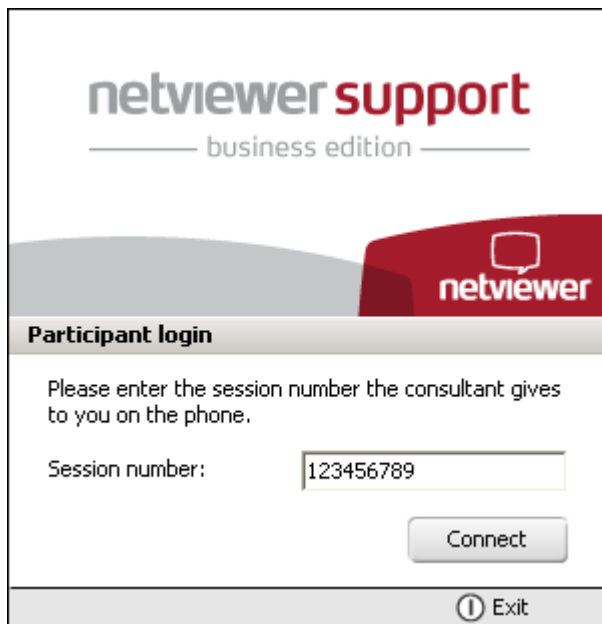 netviewer support
business edition
netviewer
Participant login
Please enter the session number the consultant gives
to you on the phone.
Session number: 123456789
Connect
Exit